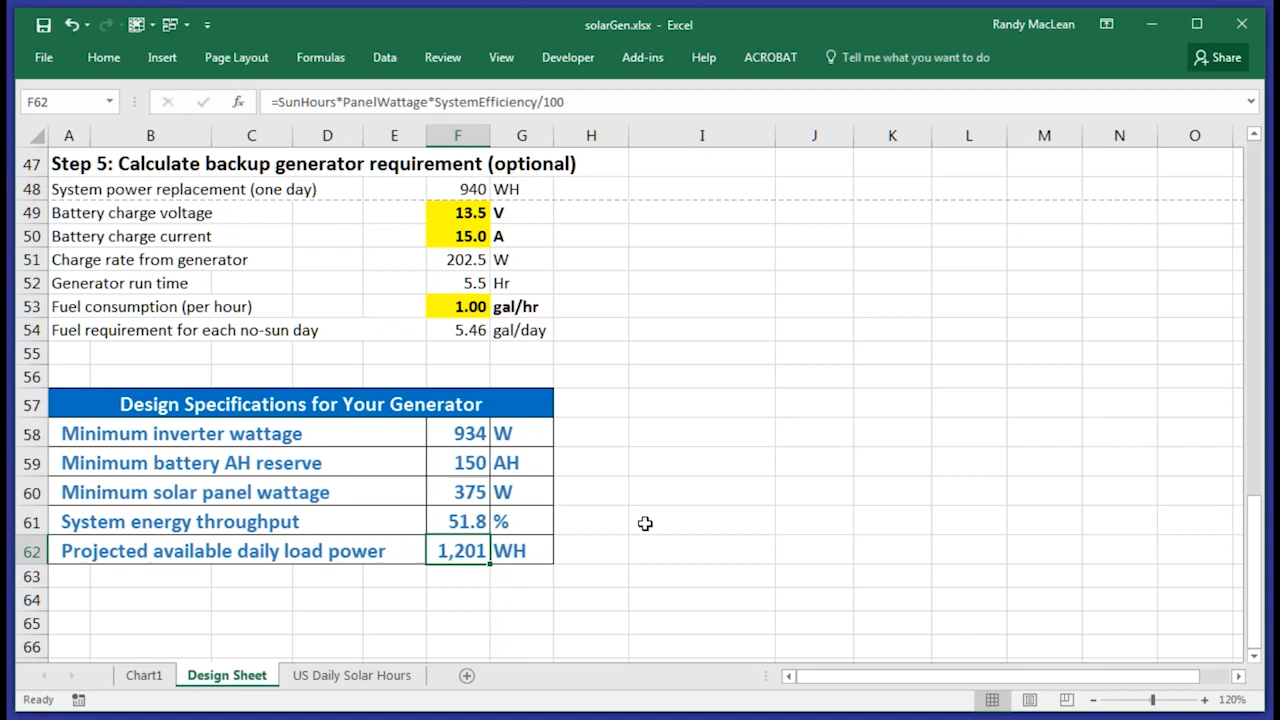 solarGen.xlsx - Excel
Randy MacLean
File Home Insert Page Layout Formulas Data Review View Developer Add-ins Help ACROBAT Tell me what you want to do Share
F62 fx =SunHours*PanelWattage*SystemEfficiency/100
A B C D E F G H I J K L M N O
47 Step 5: Calculate backup generator requirement (optional)
48 System power replacement (one day) 940 WH
49 Battery charge voltage 13.5 V
50 Battery charge current 15.0 A
51 Charge rate from generator 202.5 W
52 Generator run time 5.5 Hr
53 Fuel consumption (per hour) 1.00 gal/hr
54 Fuel requirement for each no-sun day 5.46 gal/day
55
56
57 Design Specifications for Your Generator
58 Minimum inverter wattage 934 W
59 Minimum battery AH reserve 150 AH
60 Minimum solar panel wattage 375 W
61 System energy throughput 51.8 %
62 Projected available daily load power 1,201 WH
63
64
65
66
Chart1 Design Sheet US Daily Solar Hours
Ready 120%